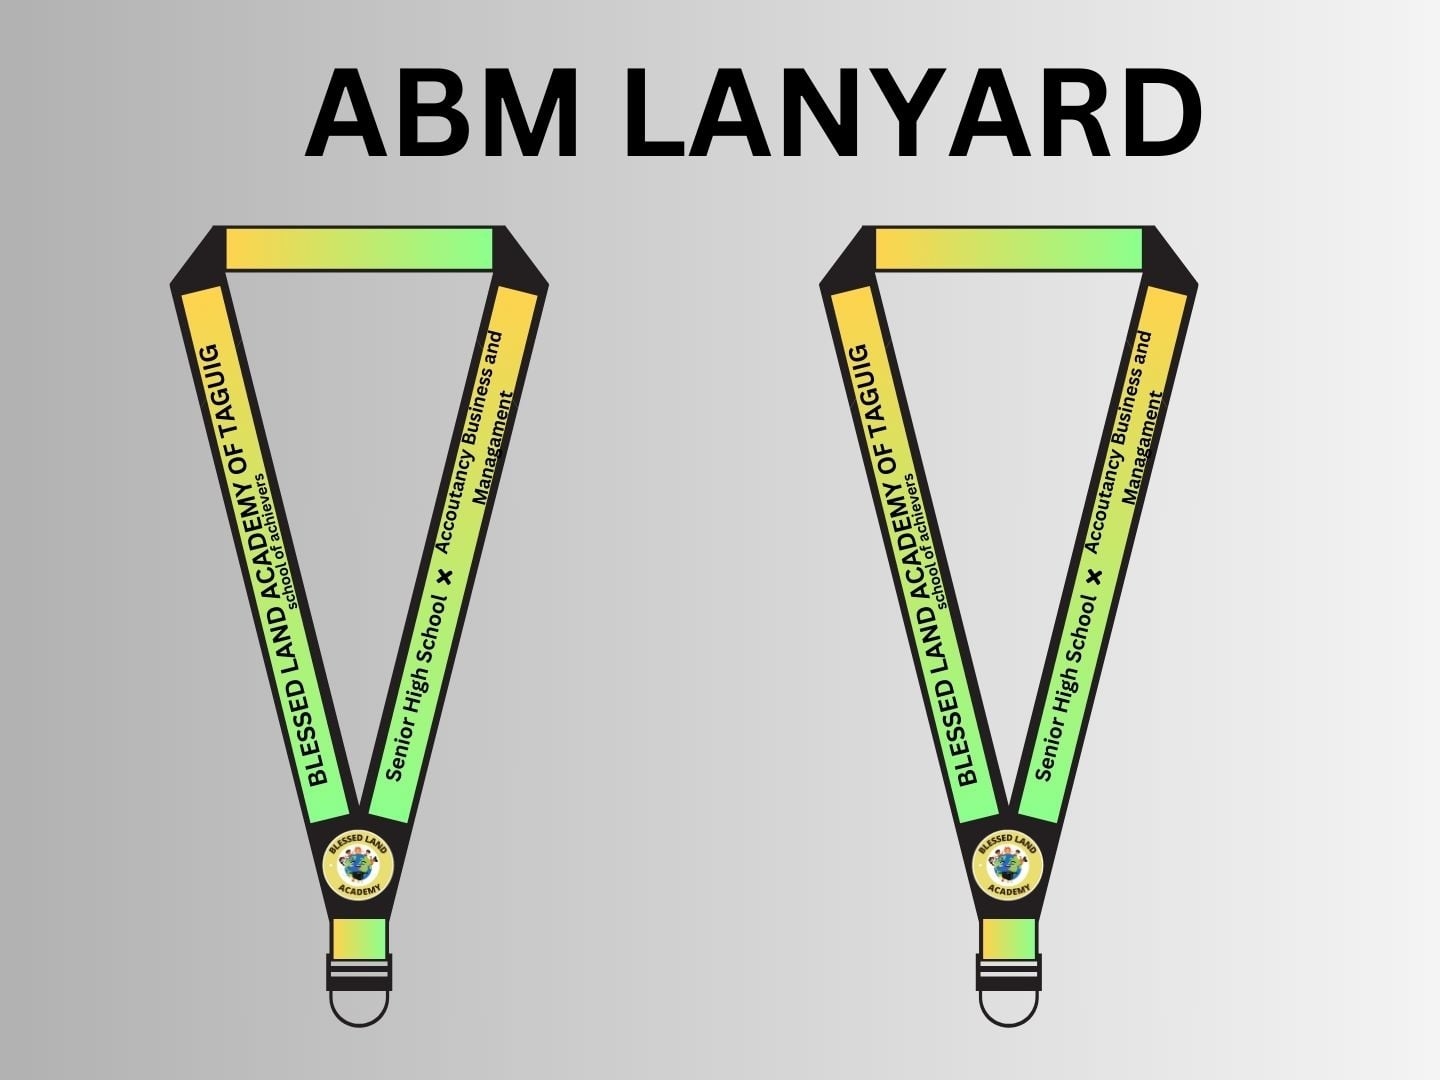 ABM LANYARD
BLESSED LAND ACADEMY OF TAGUIG
school of achievers
Senior High School × Accoutancy Business and
Managament
BLESSED LAND
ACADEMY
BLESSED LAND ACADEMY OF TAGUIG
school of achievers
Senior High School × Accoutancy Business and
Managament
BLESSED LAND
ACADEMY